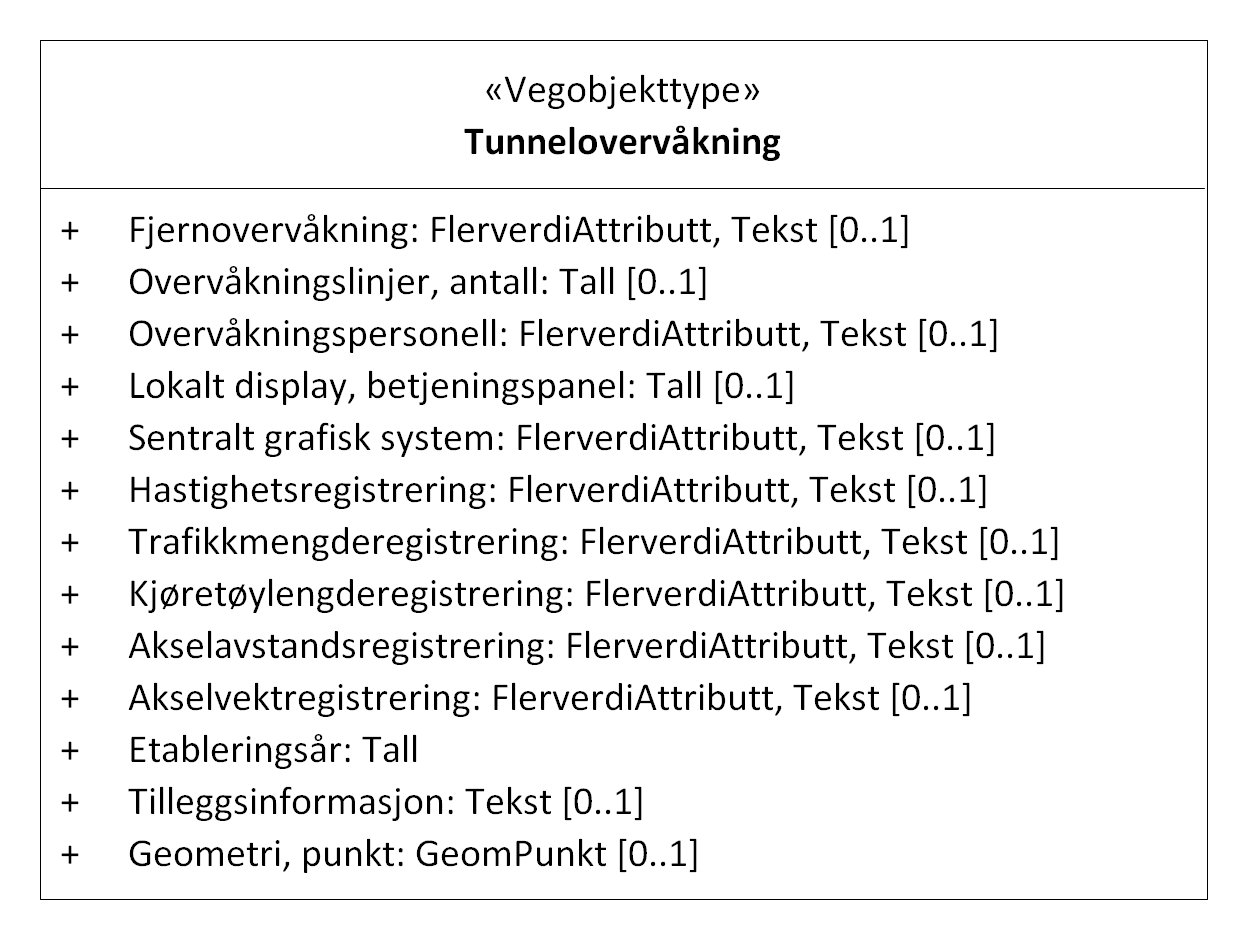 «Vegobjekttype»
Tunnelovervåkning
+ Fjernovervåkning: FlerverdiAttributt, Tekst [0..1]
+ Overvåkningslinjer, antall: Tall [0..1]
+ Overvåkningspersonell: FlerverdiAttributt, Tekst [0..1]
+ Lokalt display, betjeningspanel: Tall [0..1]
+ Sentralt grafisk system: FlerverdiAttributt, Tekst [0..1]
+ Hastighetsregistrering: FlerverdiAttributt, Tekst [0..1]
+ Trafikkmengderegistrering: FlerverdiAttributt, Tekst [0..1]
+ Kjøretøylengderegistrering: FlerverdiAttributt, Tekst [0..1]
+ Akselavstandsregistrering: FlerverdiAttributt, Tekst [0..1]
+ Akselvektregistrering: FlerverdiAttributt, Tekst [0..1]
+ Etableringsår: Tall
+ Tilleggsinformasjon: Tekst [0..1]
+ Geometri, punkt: GeomPunkt [0..1]